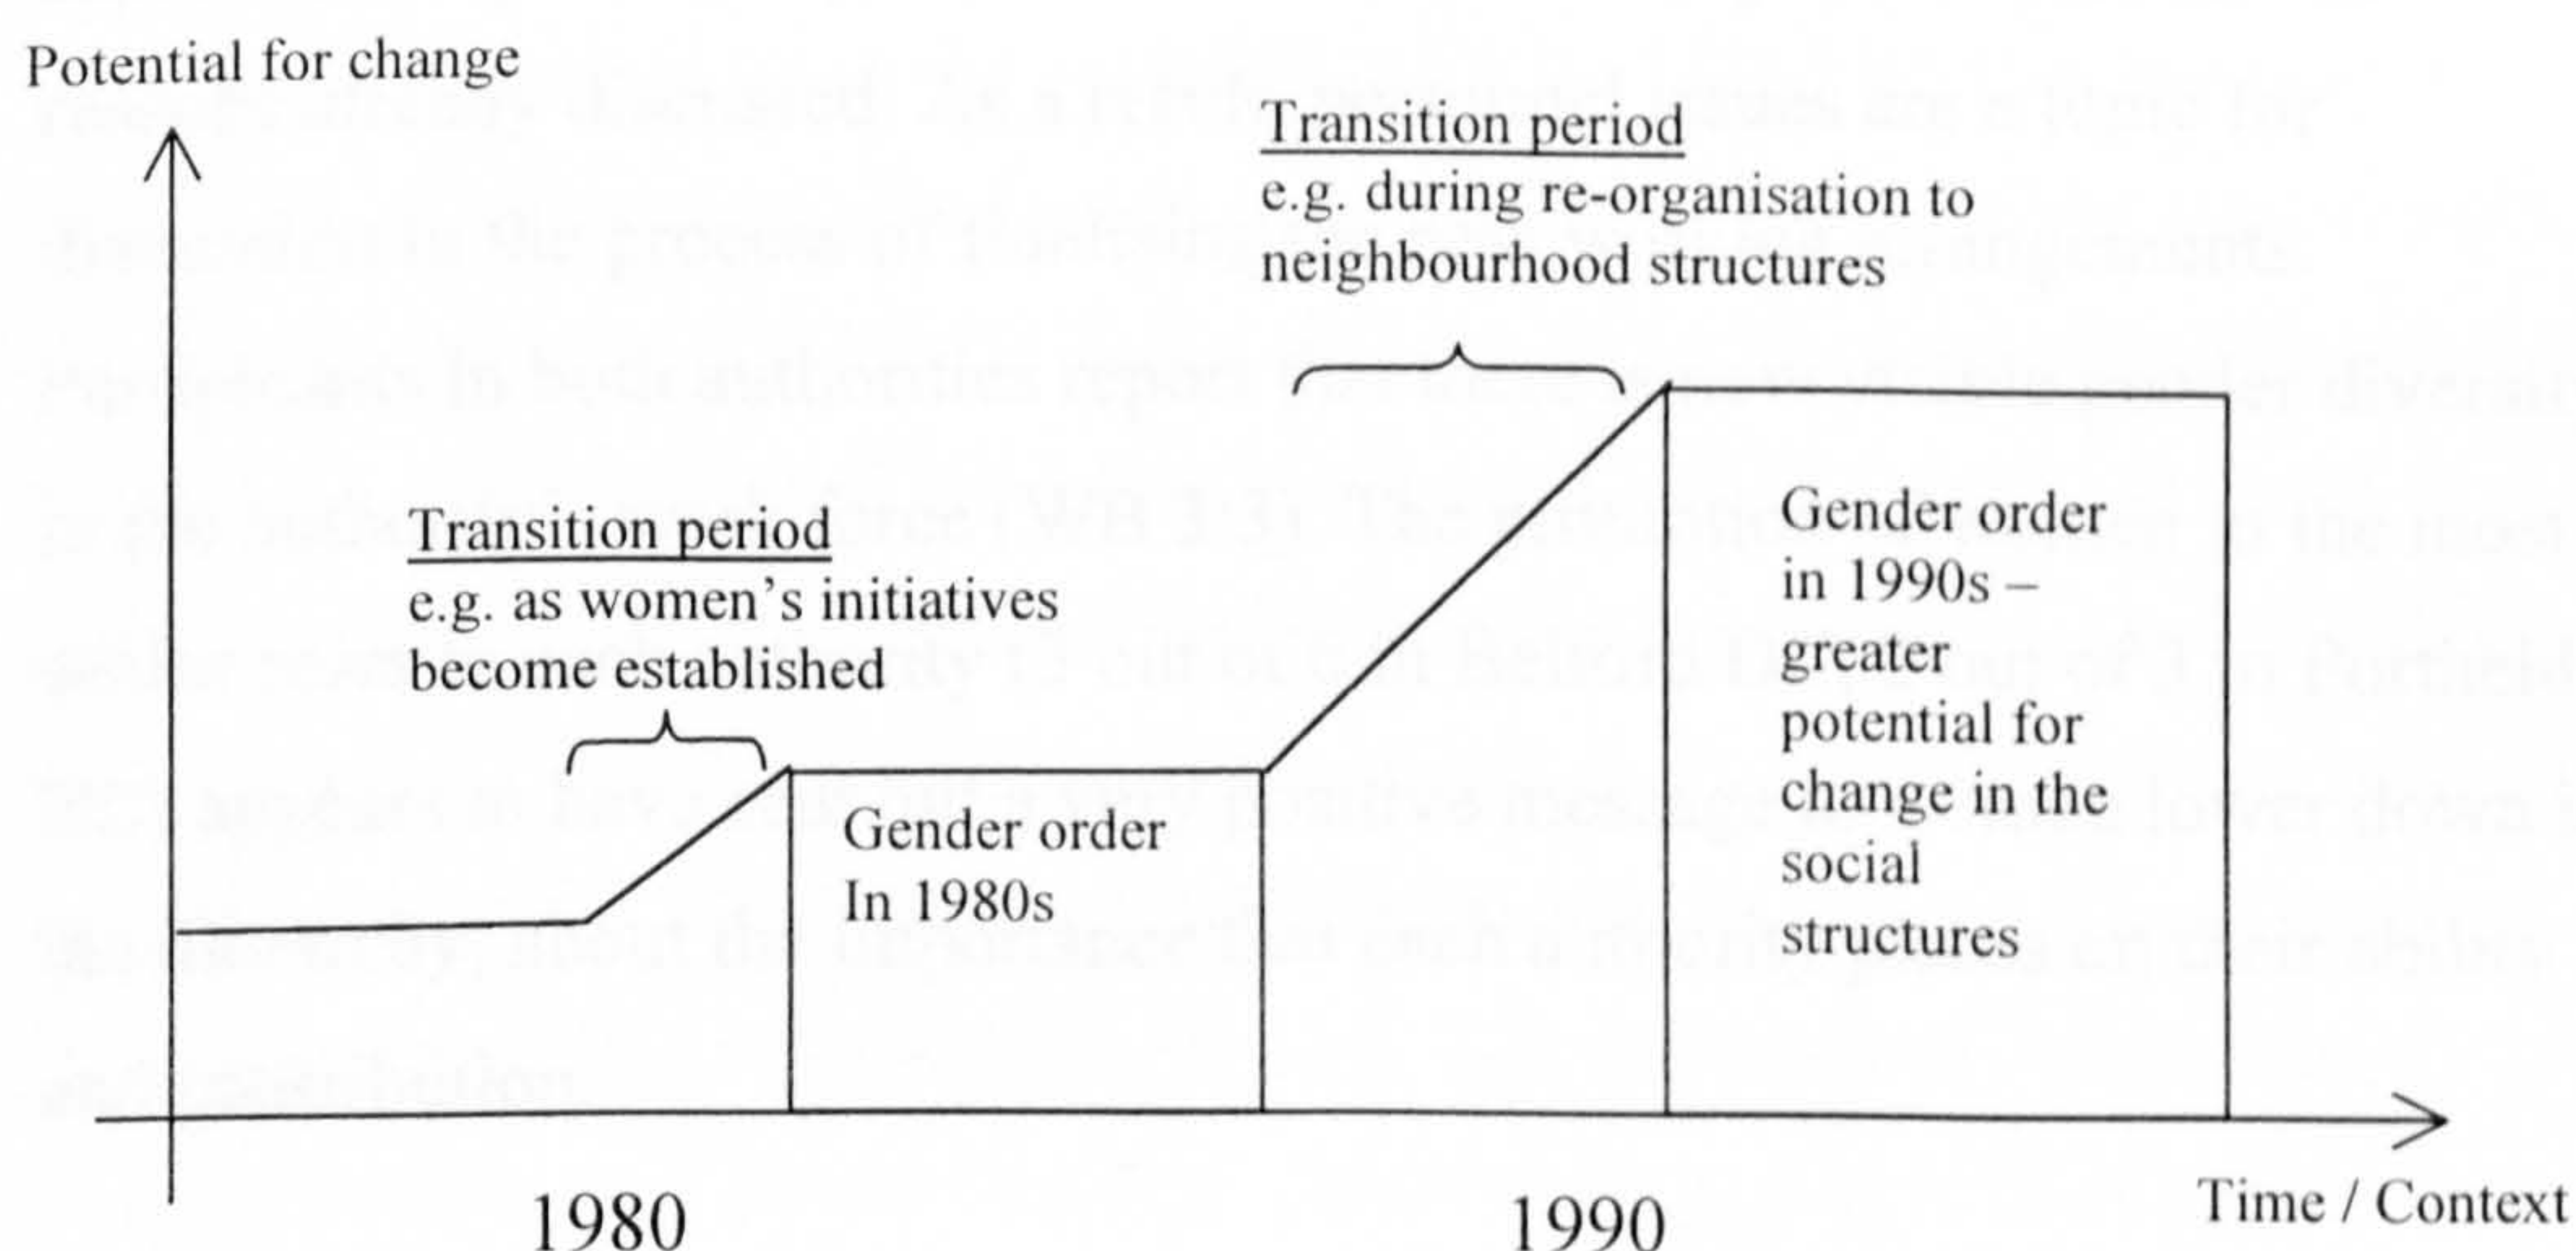 Potential for change
Transition period
e.g. during re-organisation to
neighbourhood structures
Transition period
e.g. as women's initiatives
become established
Gender order
in 1990s –
greater
potential for
change in the
social
structures
Gender order
In 1980s
1980
1990
Time / Context